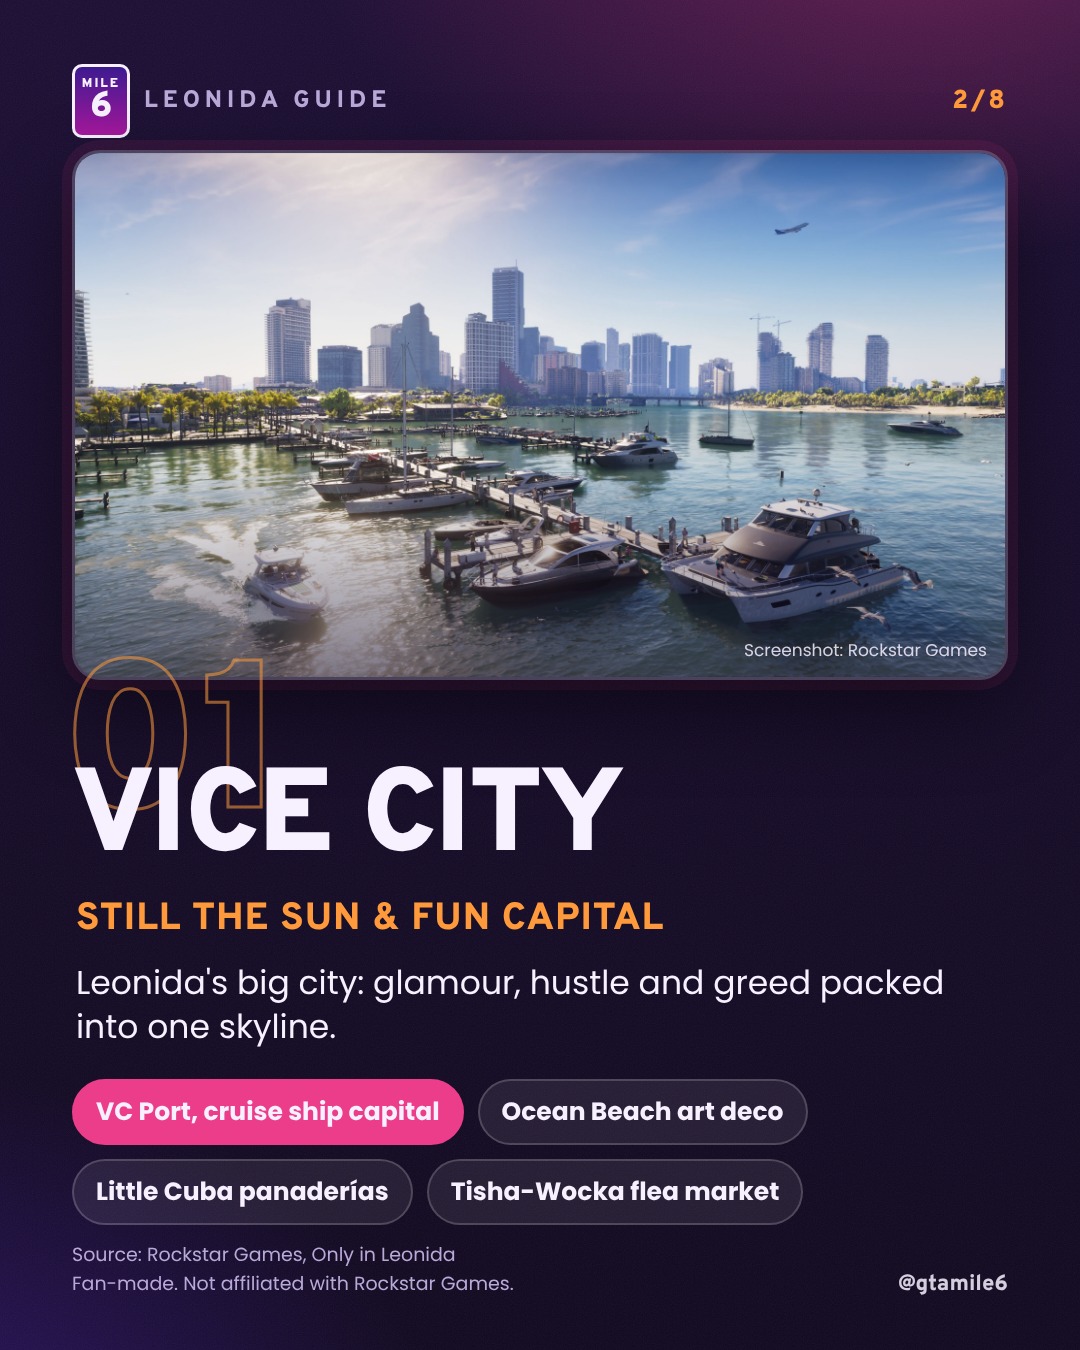 MILE
6
LEONIDA GUIDE
2/8
Screenshot: Rockstar Games
01
VICE CITY
STILL THE SUN & FUN CAPITAL
Leonida's big city: glamour, hustle and greed packed
into one skyline.
VC Port, cruise ship capital
Ocean Beach art deco
Little Cuba panaderías
Tisha-Wocka flea market
Source: Rockstar Games, Only in Leonida
Fan-made. Not affiliated with Rockstar Games.
@gtamile6